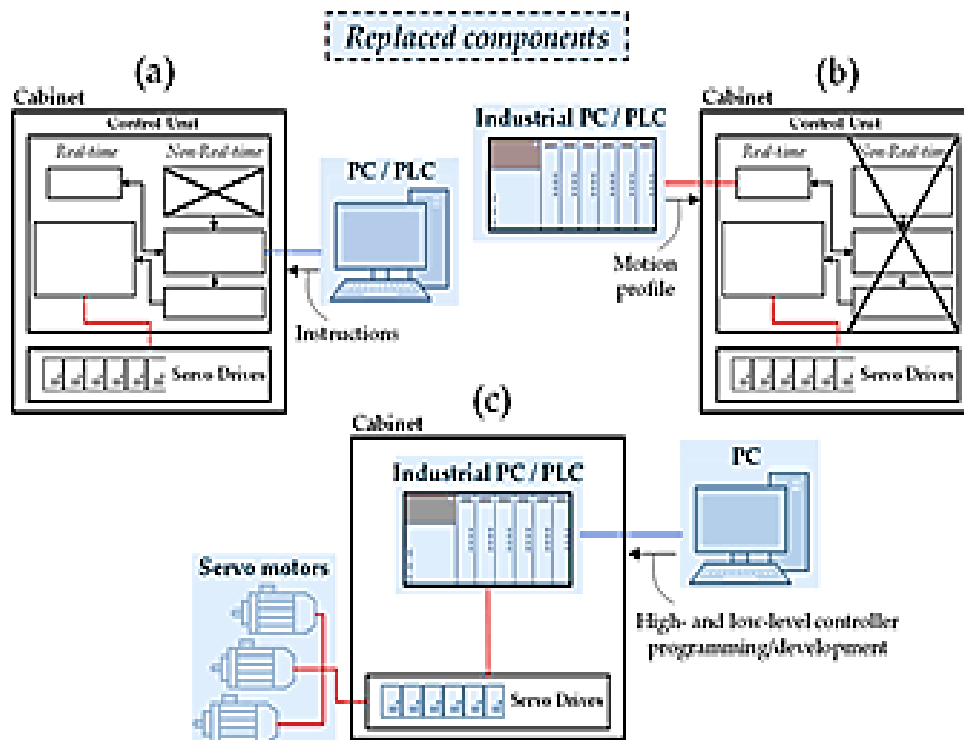 Replaced components
(a)
Cabinet
Control Unit
Real-time
Non-Real-time
PC / PLC
Instructions
Servo Drives
(b)
Industrial PC / PLC
Motion
profile
Cabinet
Control Unit
Real-time
Non-Real-time
Servo Drives
(c)
Cabinet
Industrial PC / PLC
PC
Servo motors
High- and low-level controller
programming/development
Servo Drives